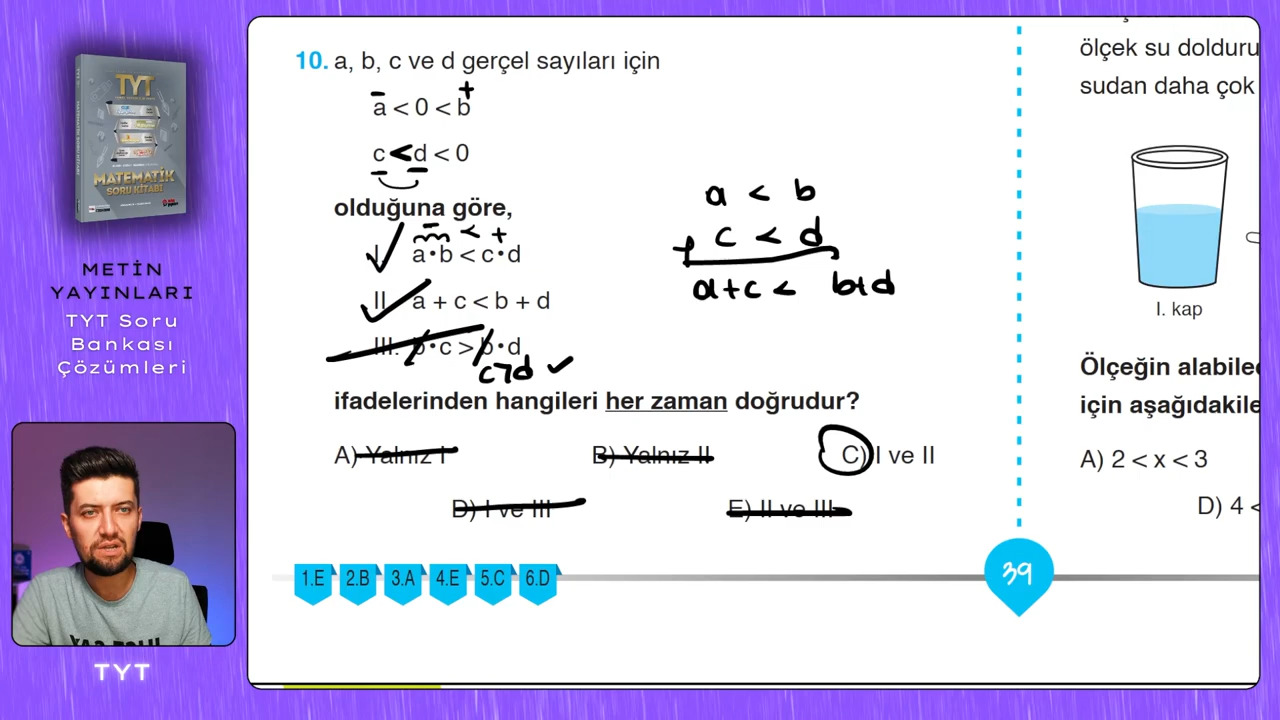 TYT
MATEMATİK
SORU KİTABI
METİN
YAYINLARI
TYT Soru
Bankası
Çözümleri
TYT
10. a, b, c ve d gerçel sayıları için
- +
a < 0 < b
c < d < 0
olduğuna göre,
- < +
I. a·b < c·d
II. a + c < b + d
III. b·c > b·d
c>d ✓
ifadelerinden hangileri her zaman doğrudur?
A) Yalnız I B) Yalnız II C) I ve II
D) I ve III E) II ve III
a < b
+ c < d
a+c < b+d
1.E 2.B 3.A 4.E 5.C 6.D
39
ölçek su dolduru
sudan daha çok
I. kap
Ölçeğin alabilec
için aşağıdakile
A) 2 < x < 3
D) 4 <